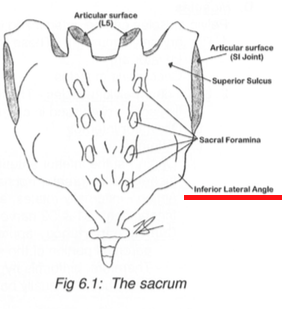 Articular surface
(L5)
Articular surface
(SI Joint)
Superior Sulcus
Sacral Foramina
Inferior Lateral Angle
Fig 6.1: The sacrum